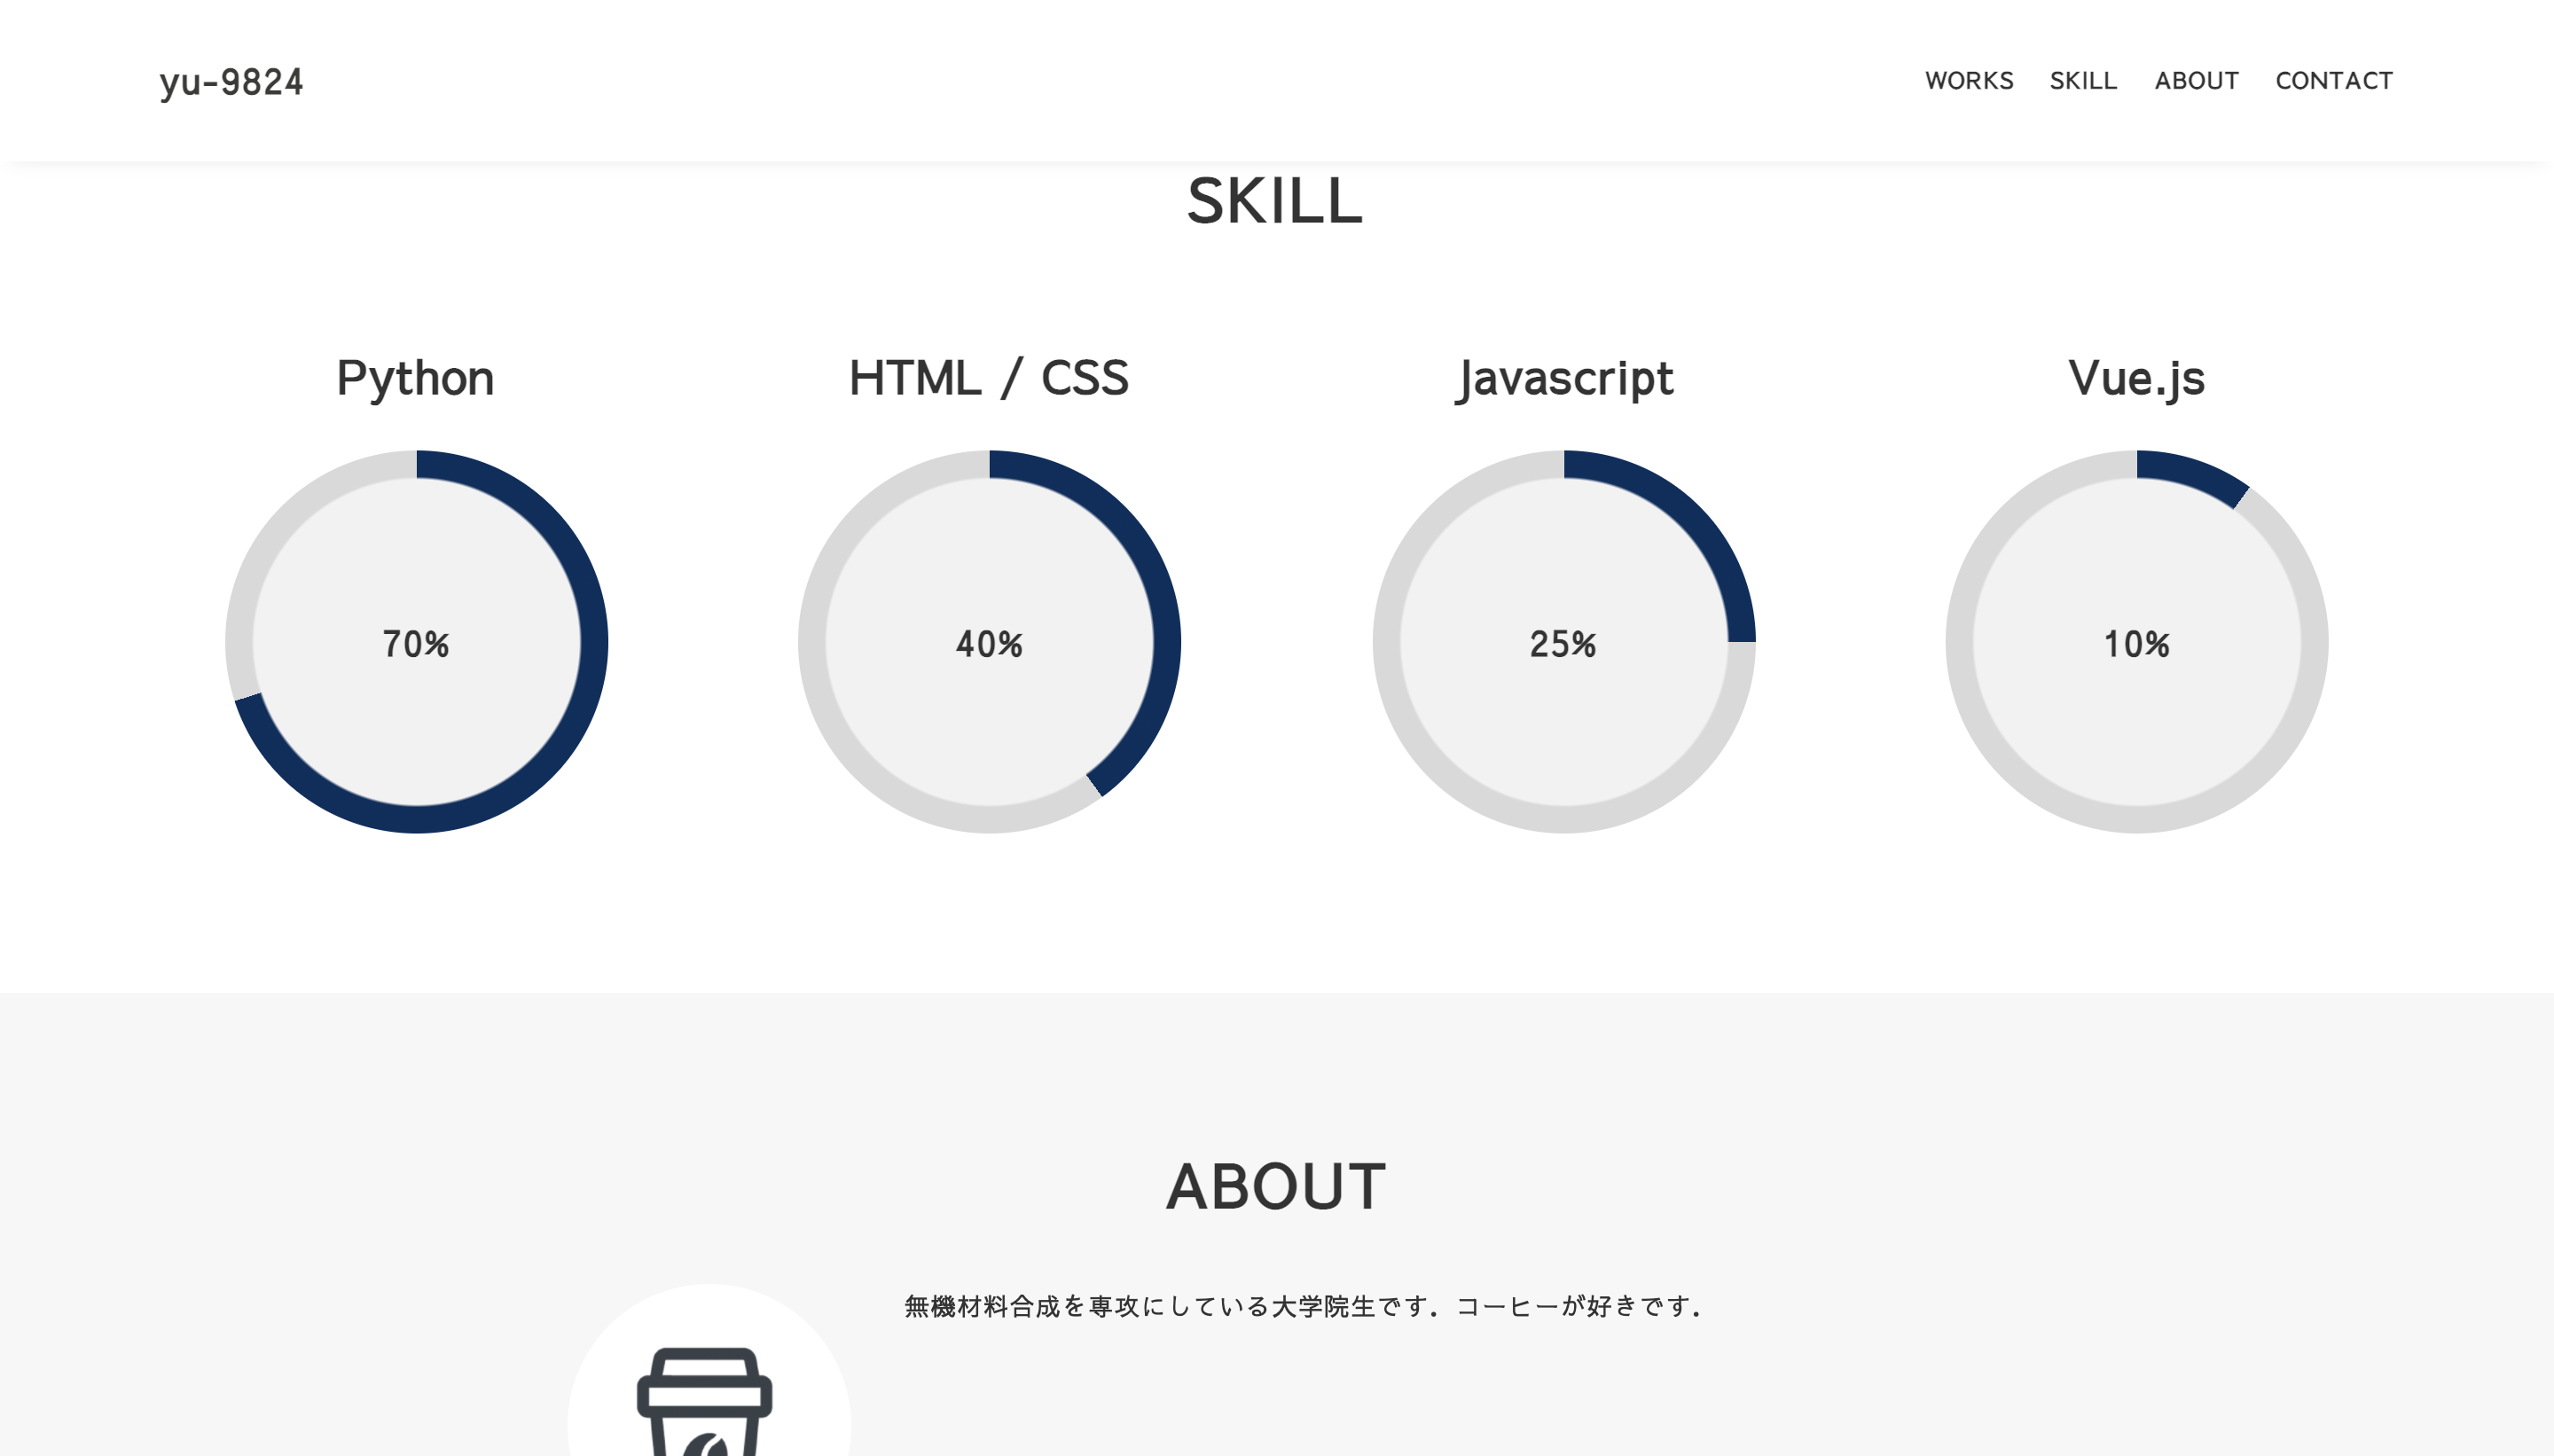 yu-9824
WORKS SKILL ABOUT CONTACT
SKILL
Python
HTML / CSS
Javascript
Vue.js
70%
40%
25%
10%
ABOUT
無機材料合成を専攻にしている大学院生です．コーヒーが好きです．